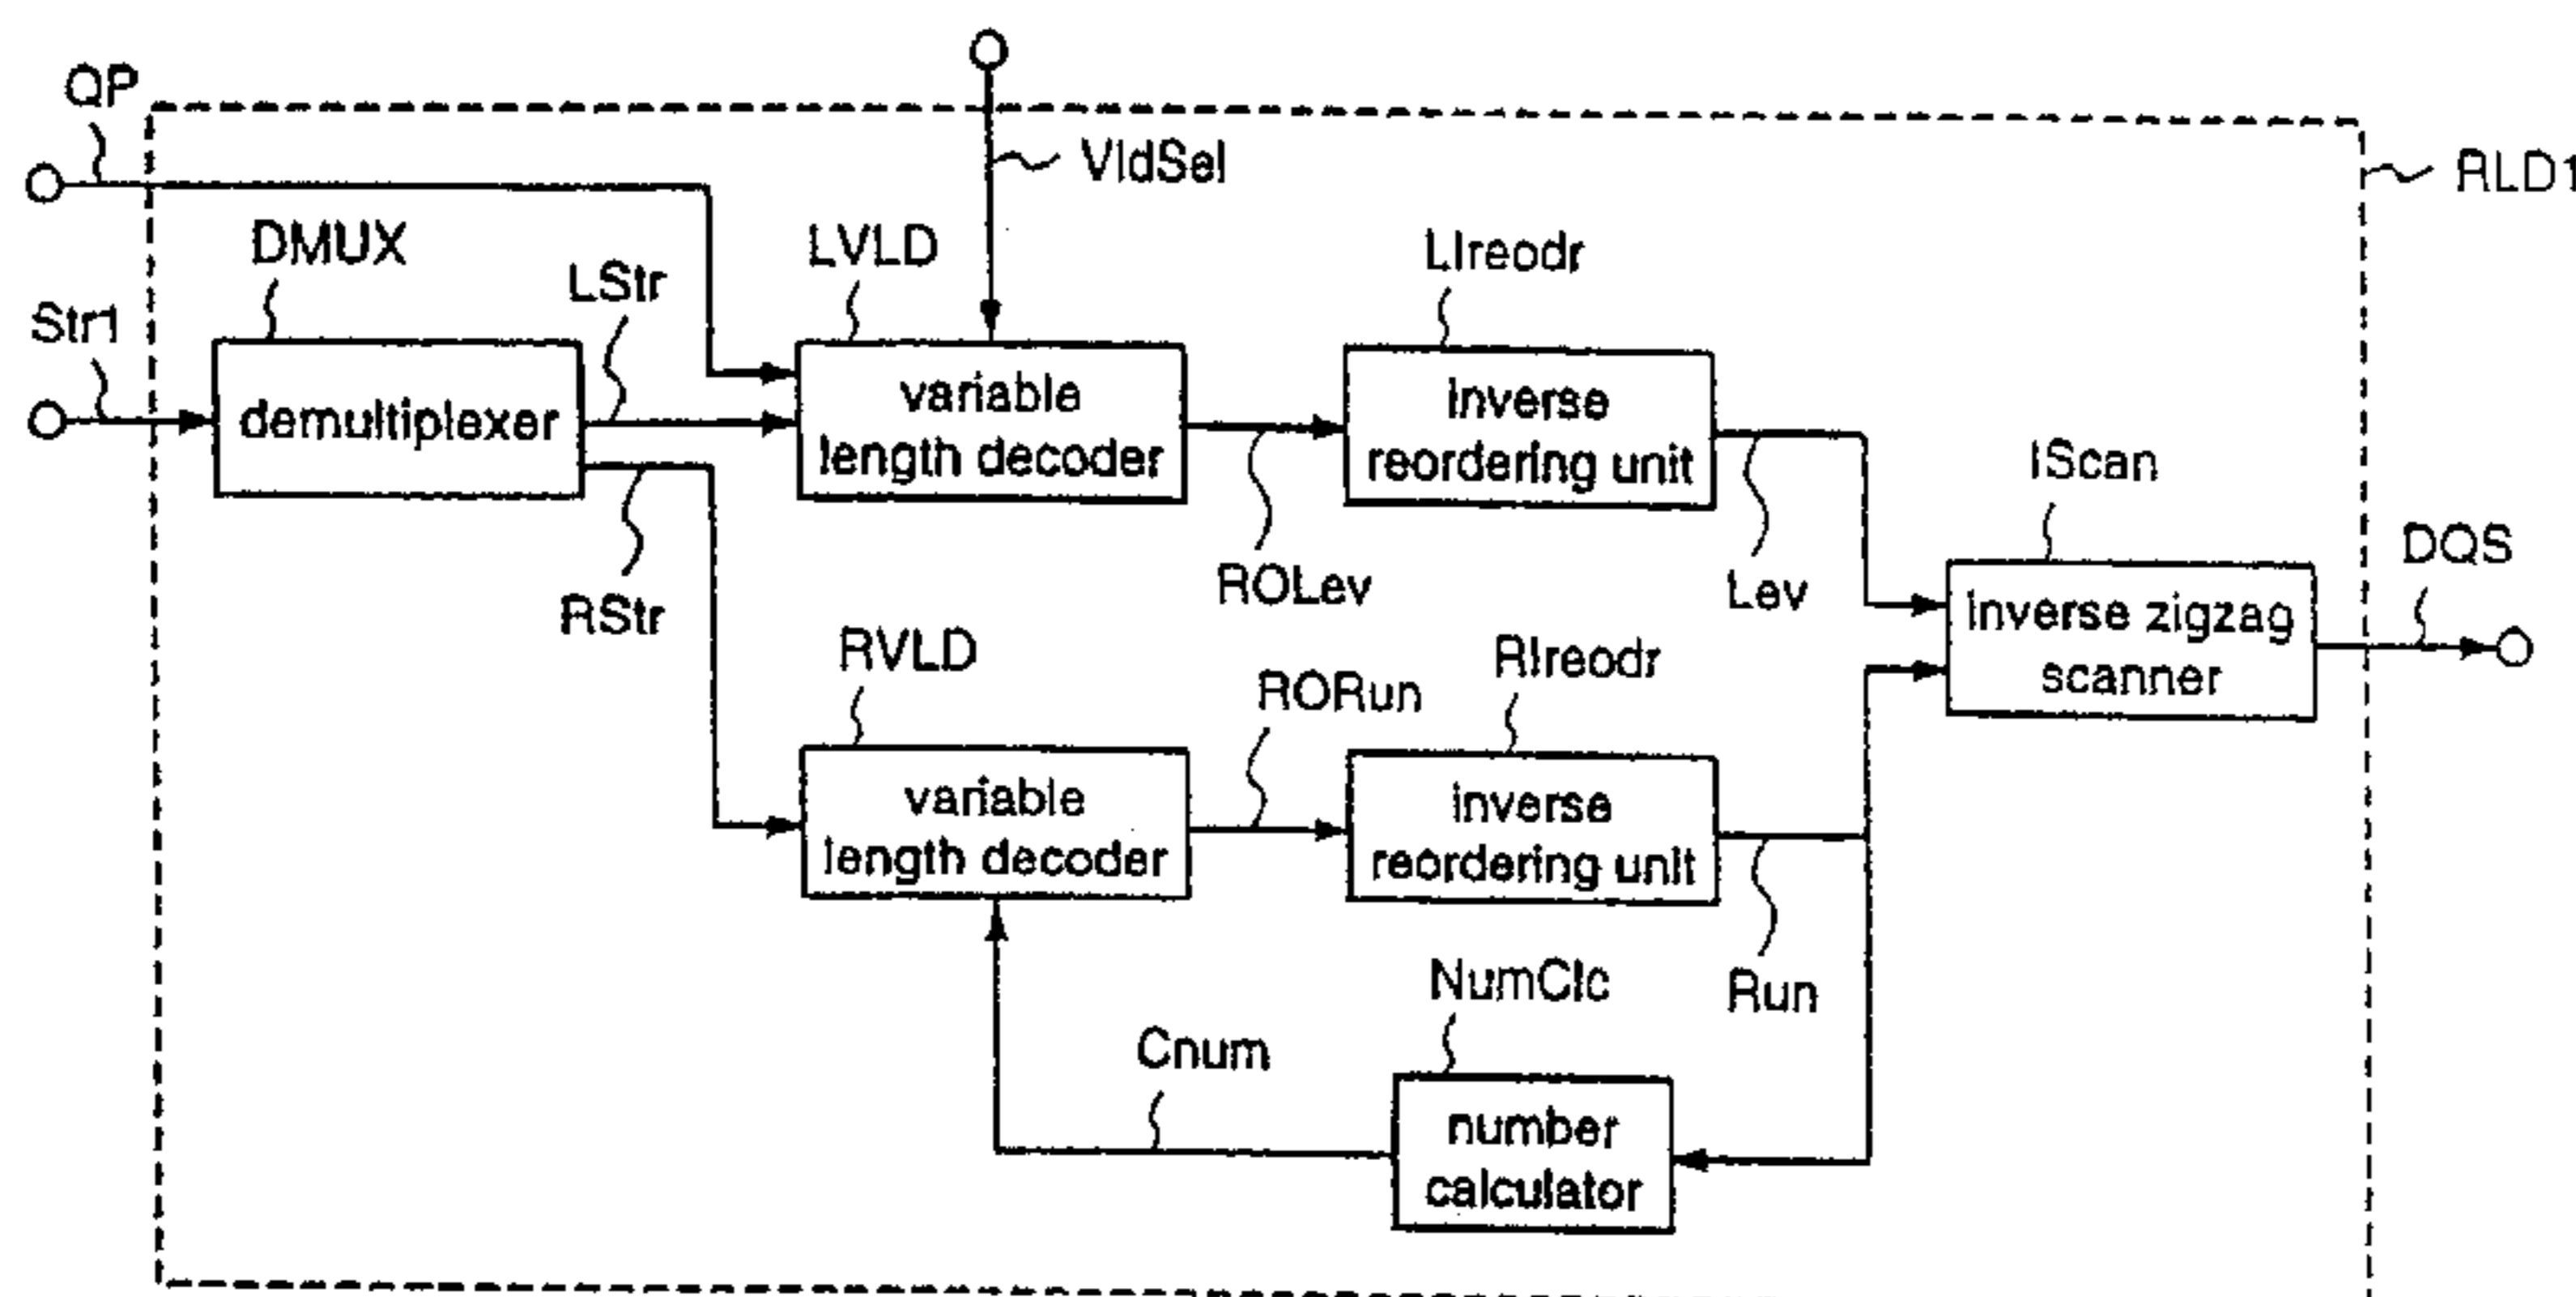 QP
VldSel
RLD1
DMUX
LStr
LVLD
LIreodr
Str1
demultiplexer
variable
length decoder
inverse
reordering unit
IScan
DQS
RStr
ROLev
Lev
inverse zigzag
scanner
RVLD
RORun
RIreodr
variable
length decoder
inverse
reordering unit
Run
NumClc
Cnum
number
calculator